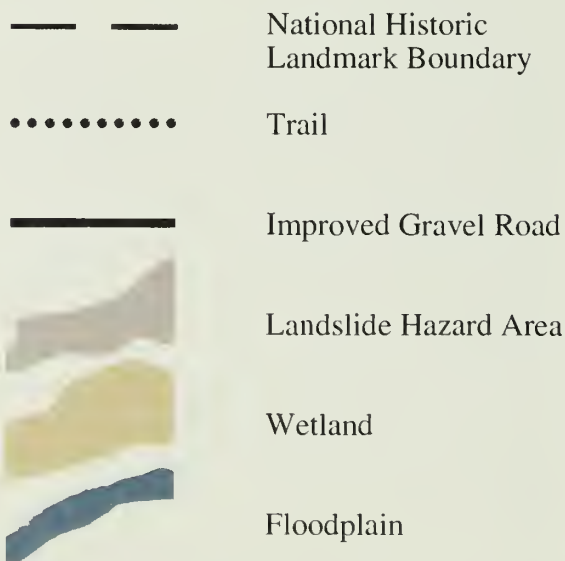 National Historic
Landmark Boundary
Trail
Improved Gravel Road
Landslide Hazard Area
Wetland
Floodplain